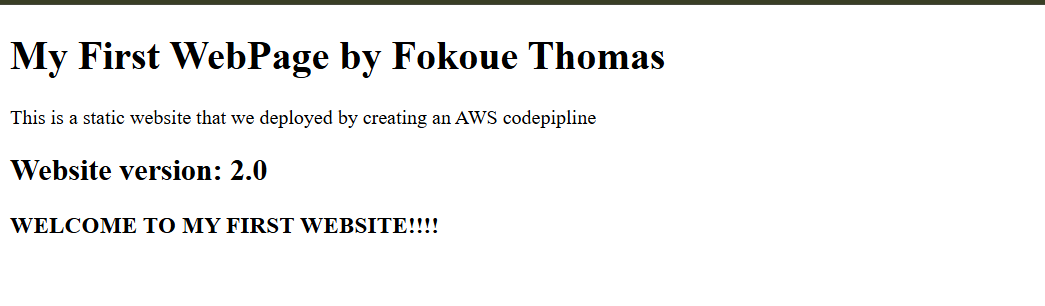 My First WebPage by Fokoue Thomas
This is a static website that we deployed by creating an AWS codepipline
Website version: 2.0
WELCOME TO MY FIRST WEBSITE!!!!